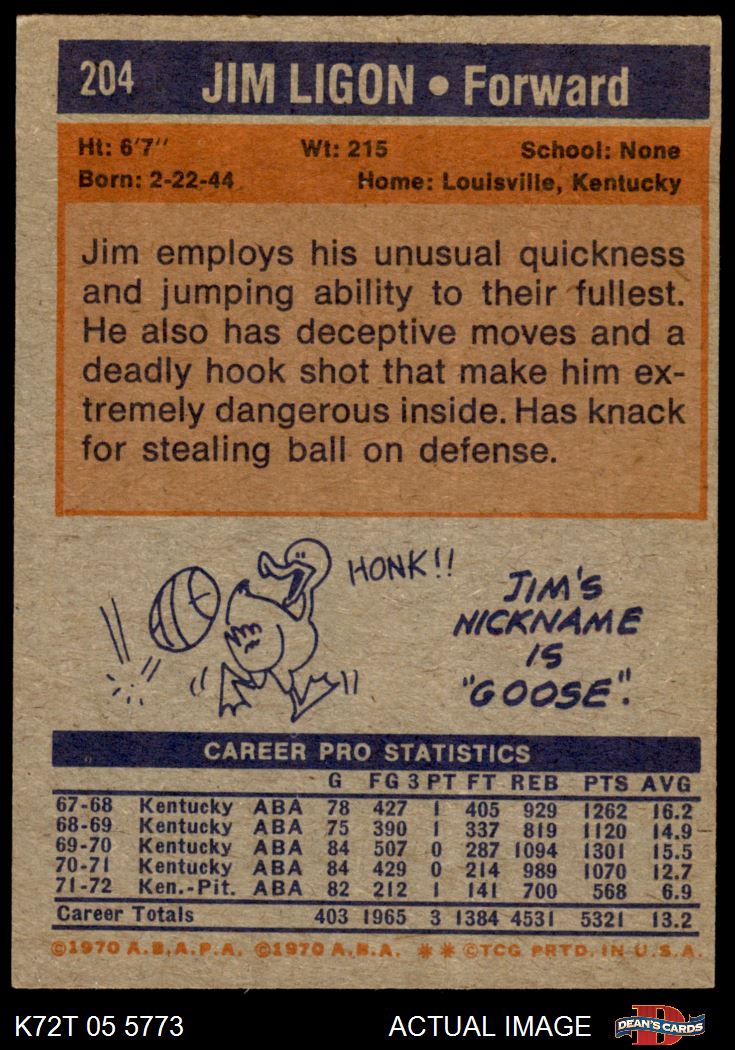 204 JIM LIGON • Forward
Ht: 6'7" Wt: 215 School: None
Born: 2-22-44 Home: Louisville, Kentucky
Jim employs his unusual quickness
and jumping ability to their fullest.
He also has deceptive moves and a
deadly hook shot that make him ex-
tremely dangerous inside. Has knack
for stealing ball on defense.
HONK!!
JIM'S
NICKNAME
IS
"GOOSE".
CAREER PRO STATISTICS
G FG 3 PT FT REB PTS AVG
67-68 Kentucky ABA 78 427 1 405 929 1262 16.2
68-69 Kentucky ABA 75 390 1 337 819 1120 14.9
69-70 Kentucky ABA 84 507 0 287 1094 1301 15.5
70-71 Kentucky ABA 84 429 0 214 989 1070 12.7
71-72 Ken.-Pit. ABA 82 212 1 141 700 568 6.9
Career Totals 403 1965 3 1384 4531 5321 13.2
©1970 A.B.A.P.A. ©1970 A.B.A. ** ©TCG PRTD. IN U.S.A.
K72T 05 5773 ACTUAL IMAGE D DEAN'S CARDS